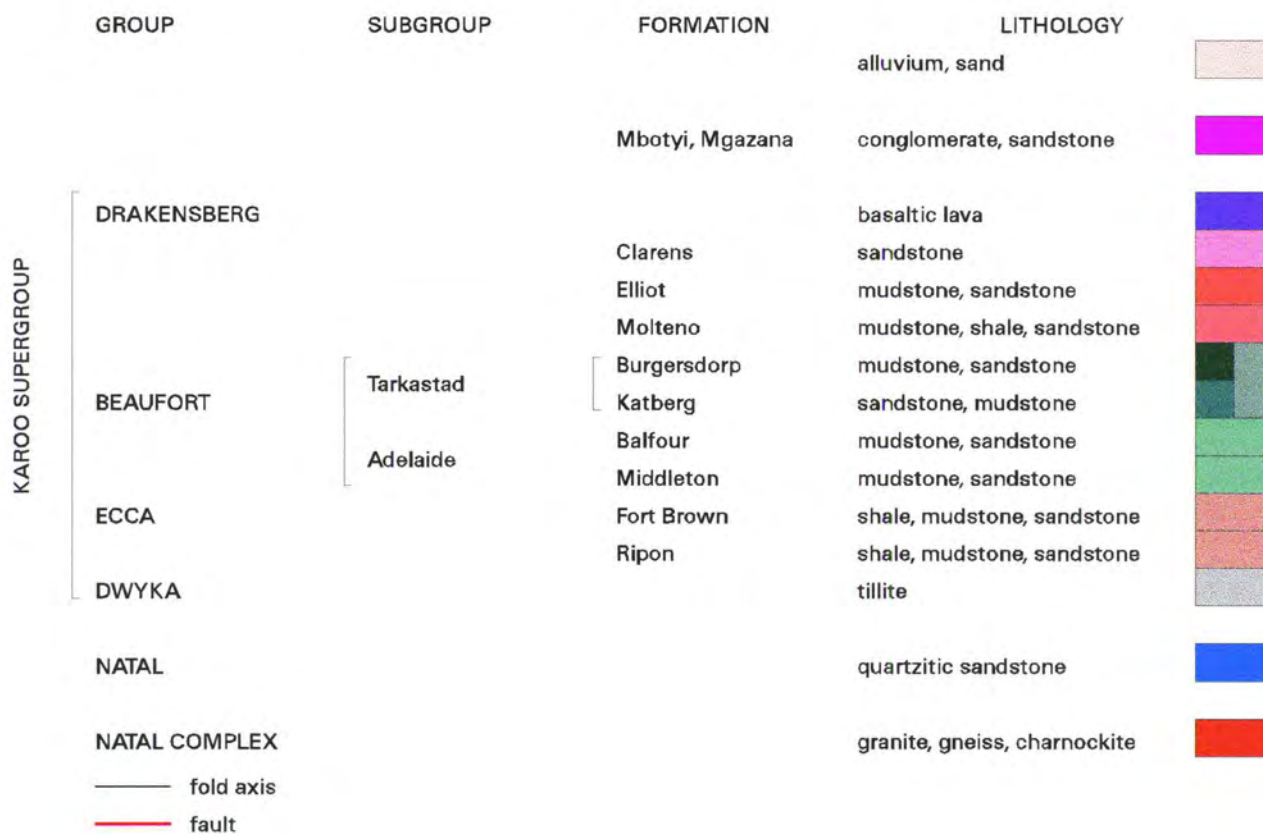 GROUP SUBGROUP FORMATION LITHOLOGY
alluvium, sand
Mbotyi, Mgazana conglomerate, sandstone
KAROO SUPERGROUP
DRAKENSBERG basaltic lava
Clarens sandstone
Elliot mudstone, sandstone
Molteno mudstone, shale, sandstone
Burgersdorp mudstone, sandstone
Tarkastad
BEAUFORT Katberg sandstone, mudstone
Balfour mudstone, sandstone
Adelaide
Middleton mudstone, sandstone
ECCA Fort Brown shale, mudstone, sandstone
Ripon shale, mudstone, sandstone
DWYKA tillite
NATAL quartzitic sandstone
NATAL COMPLEX granite, gneiss, charnockite
fold axis
fault